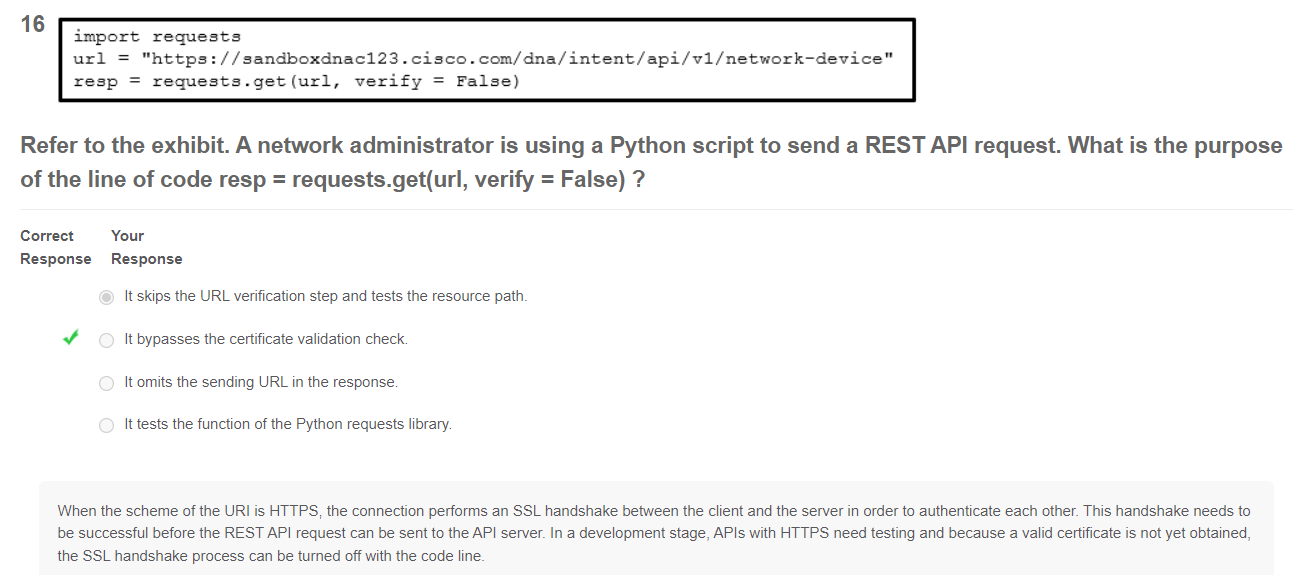 16
import requests
url = "https://sandboxdnac123.cisco.com/dna/intent/api/v1/network-device"
resp = requests.get(url, verify = False)
Refer to the exhibit. A network administrator is using a Python script to send a REST API request. What is the purpose
of the line of code resp = requests.get(url, verify = False) ?
Correct Your
Response Response
It skips the URL verification step and tests the resource path.
It bypasses the certificate validation check.
It omits the sending URL in the response.
It tests the function of the Python requests library.
When the scheme of the URI is HTTPS, the connection performs an SSL handshake between the client and the server in order to authenticate each other. This handshake needs to
be successful before the REST API request can be sent to the API server. In a development stage, APIs with HTTPS need testing and because a valid certificate is not yet obtained,
the SSL handshake process can be turned off with the code line.